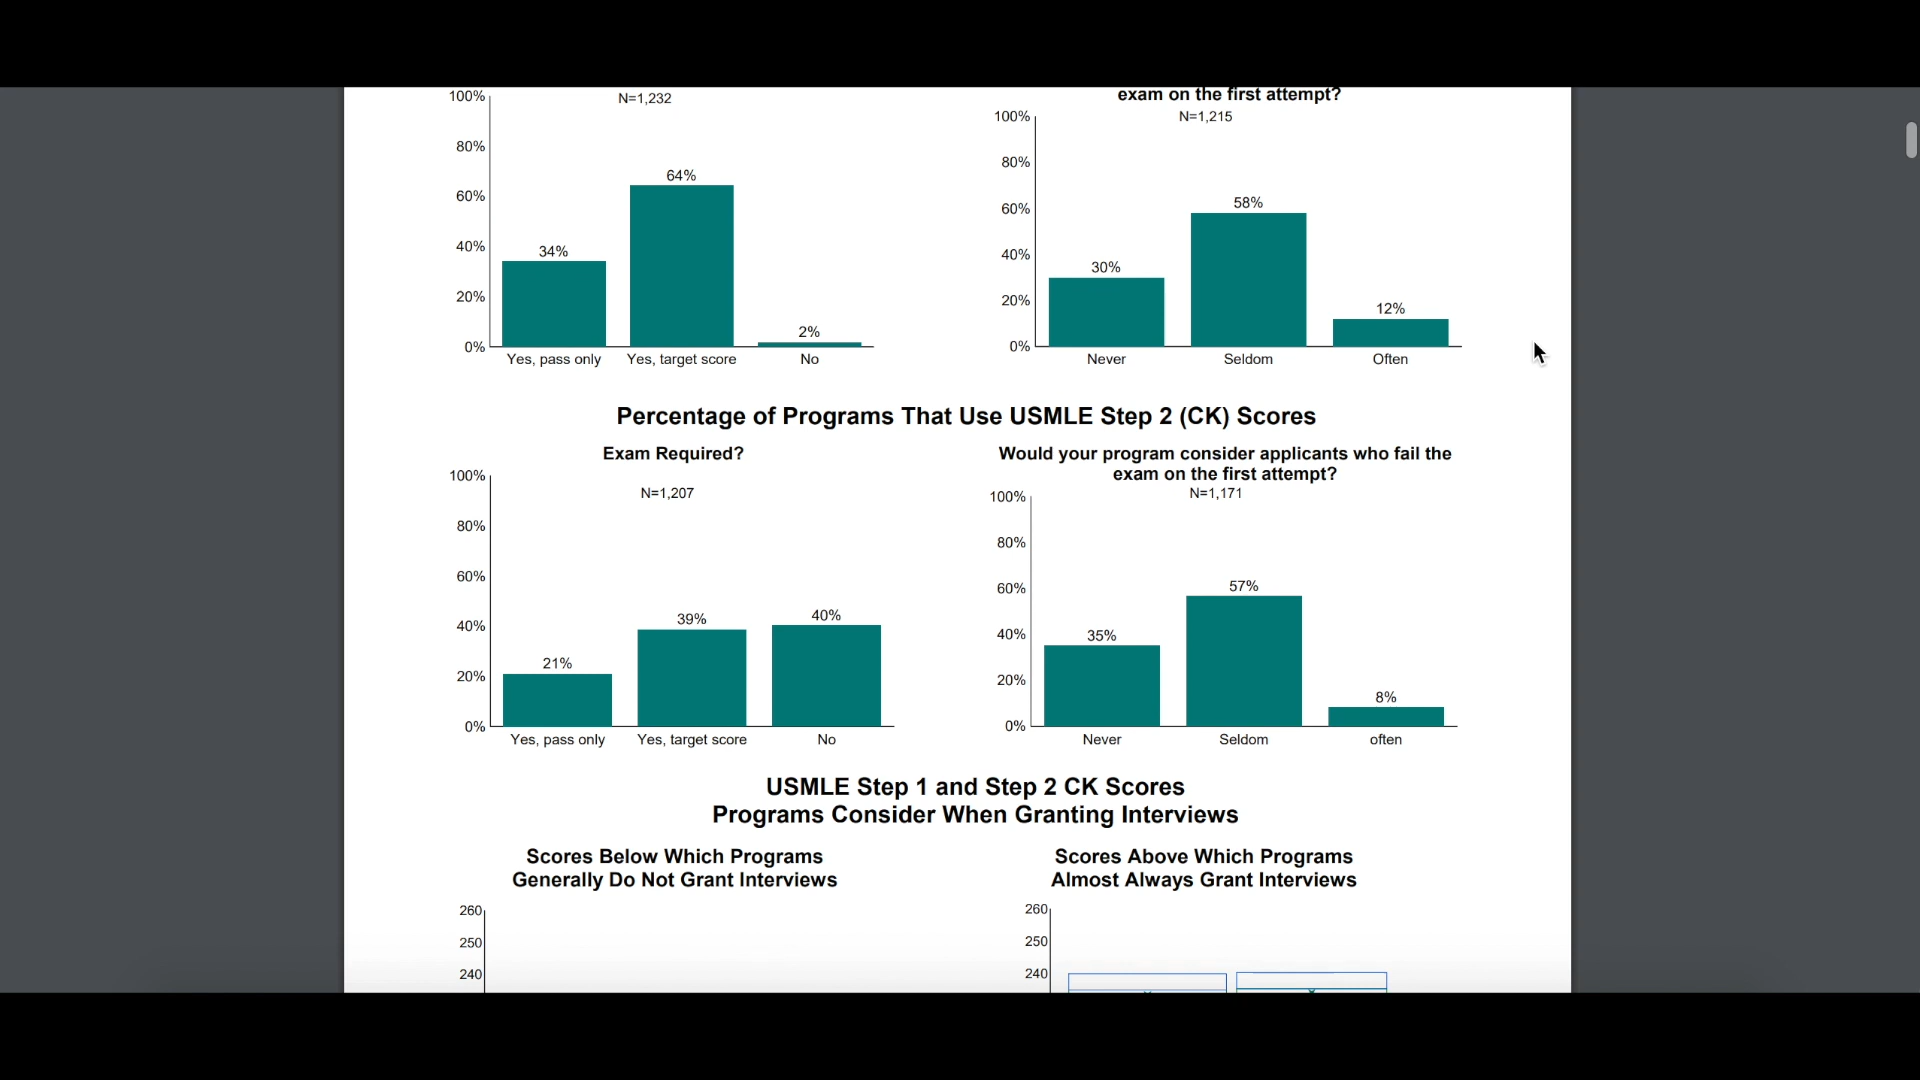 exam on the first attempt?
N=1,232
N=1,215
100%
80%
60%
40%
20%
0%
34%
64%
2%
Yes, pass only
Yes, target score
No
100%
80%
60%
40%
20%
0%
30%
58%
12%
Never
Seldom
Often
Percentage of Programs That Use USMLE Step 2 (CK) Scores
Exam Required?
N=1,207
100%
80%
60%
40%
20%
0%
21%
39%
40%
Yes, pass only
Yes, target score
No
Would your program consider applicants who fail the
exam on the first attempt?
N=1,171
100%
80%
60%
40%
20%
0%
35%
57%
8%
Never
Seldom
often
USMLE Step 1 and Step 2 CK Scores
Programs Consider When Granting Interviews
Scores Below Which Programs
Generally Do Not Grant Interviews
260
250
240
Scores Above Which Programs
Almost Always Grant Interviews
260
250
240